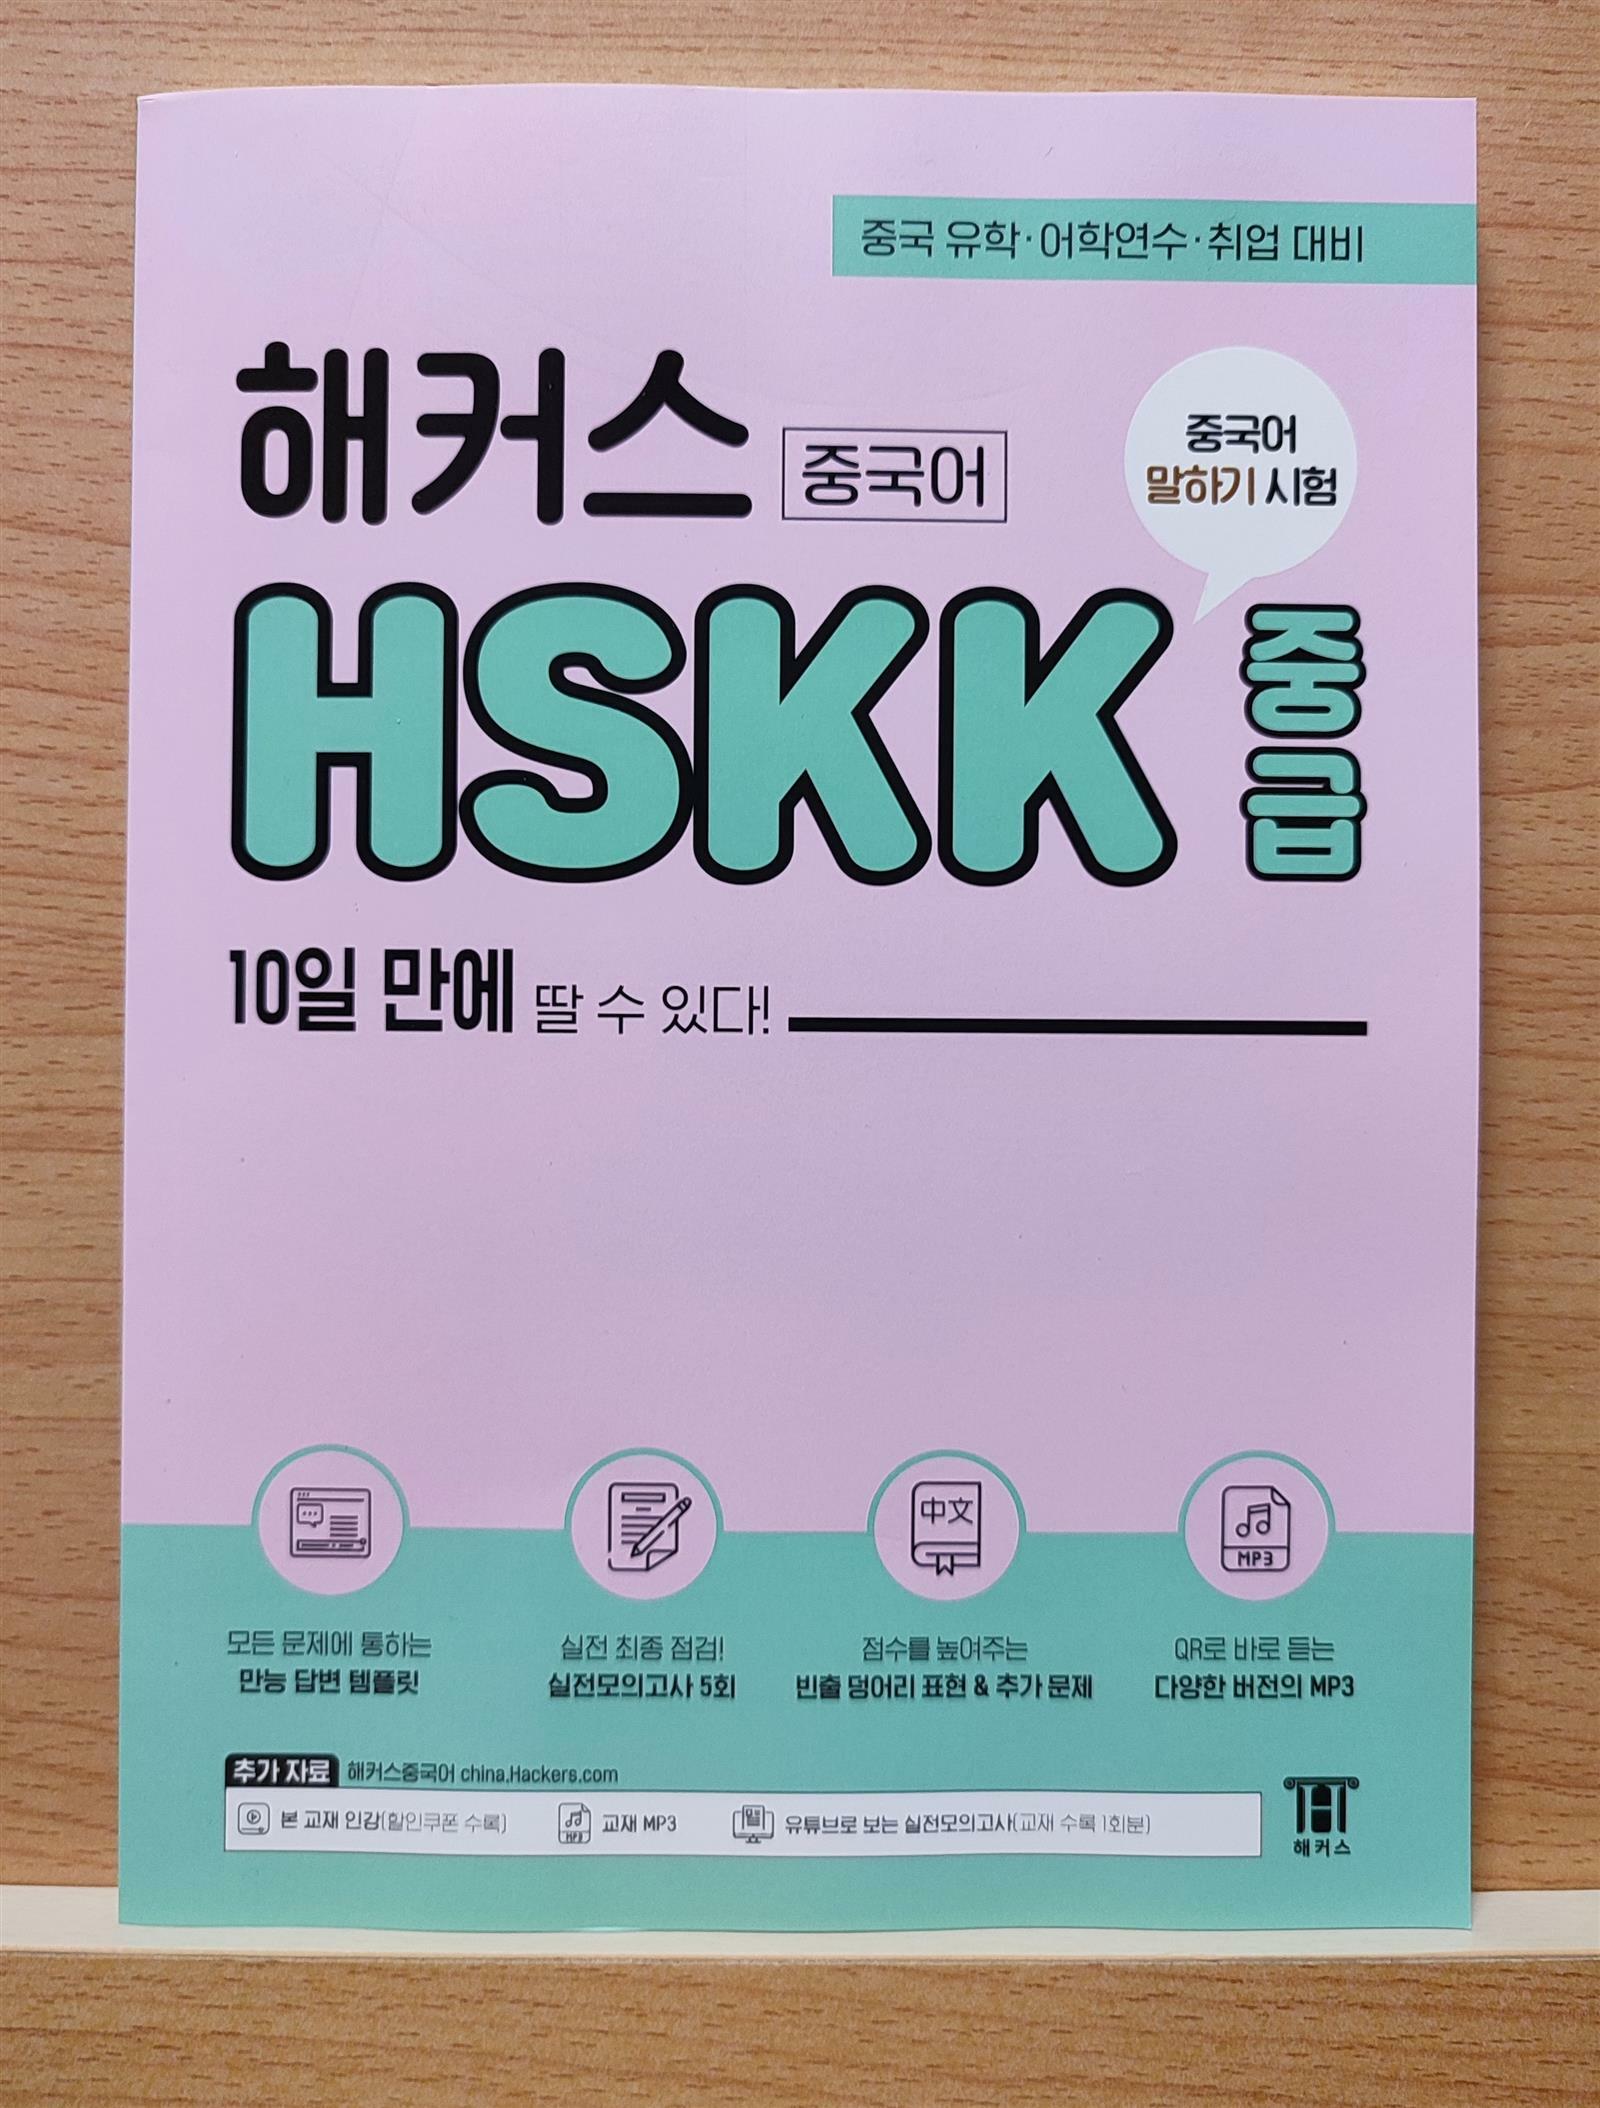 중국 유학·어학연수·취업 대비
해커스 중국어
중국어
말하기 시험
HSKK 중급
10일 만에 딸 수 있다!
中文
MP3
모든 문제에 통하는
만능 답변 템플릿
실전 최종 점검!
실전모의고사 5회
점수를 높여주는
빈출 덩어리 표현 & 추가 문제
QR로 바로 듣는
다양한 버전의 MP3
추가 자료 해커스중국어 china.Hackers.com
본 교재 인강(할인쿠폰 수록)
MP3 교재 MP3
유튜브로 보는 실전모의고사(교재 수록 1회분)
해커스